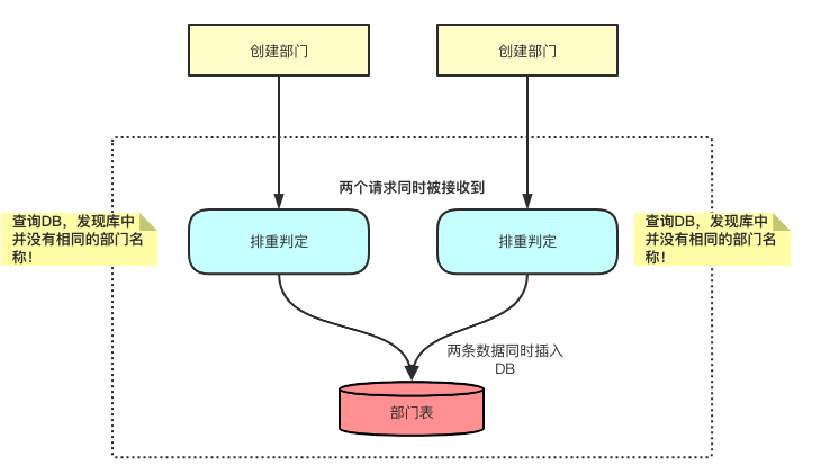 创建部门
创建部门
两个请求同时被接收到
查询DB，发现库中
并没有相同的部门名
称！
排重判定
排重判定
查询DB，发现库中
并没有相同的部门名
称！
两条数据同时插入
DB
部门表